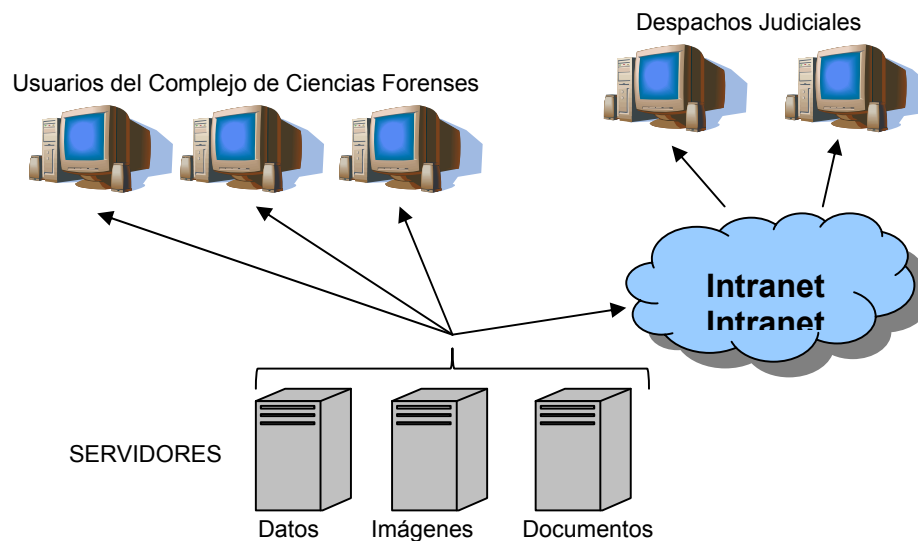 Despachos Judiciales
Usuarios del Complejo de Ciencias Forenses
Intranet
Intranet
SERVIDORES
Datos
Imágenes
Documentos